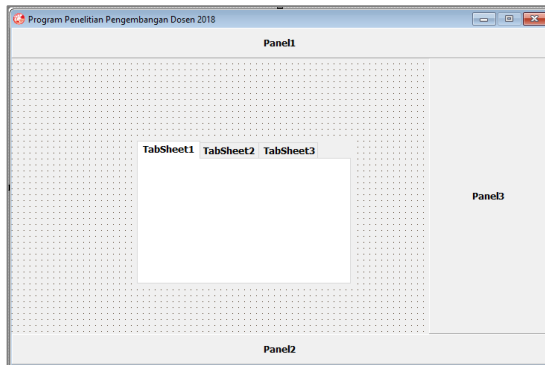 Program Penelitian Pengembangan Dosen 2018
Panel1
TabSheet1 TabSheet2 TabSheet3
Panel3
Panel2